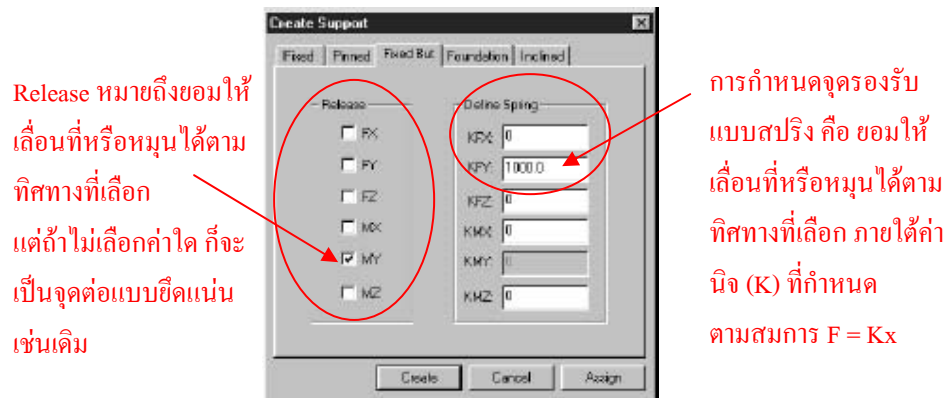 Create Support
Fixed Pinned Fixed But Foundation Inclined
Release หมายถึงยอมให้
เลื่อนที่หรือหมุนได้ตาม
ทิศทางที่เลือก
แต่ถ้าไม่เลือกค่าใด ก็จะ
เป็นจุดต่อแบบยึดแน่น
เช่นเดิม
Release
FX
FY
FZ
MX
MY
MZ
Define Spring
KFX: 0
KFY: 1000.0
KFZ: 0
KMX: 0
KMY: 0
KMZ: 0
การกำหนดจุดรองรับ
แบบสปริง คือ ยอมให้
เลื่อนที่หรือหมุนได้ตาม
ทิศทางที่เลือก ภายใต้ค่า
นิจ (K) ที่กำหนด
ตามสมการ F = Kx
Create Cancel Assign